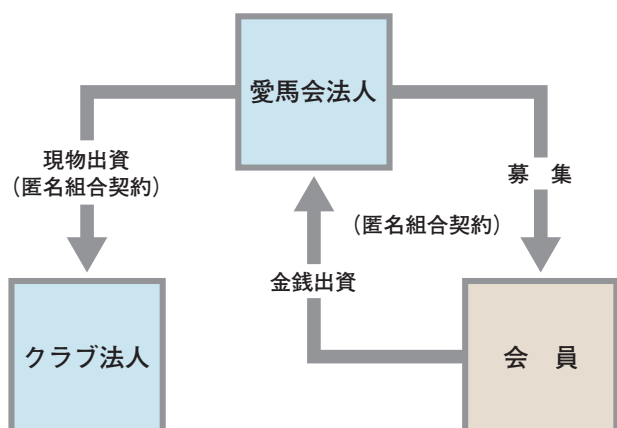 愛馬会法人
現物出資
（匿名組合契約）
募　集
（匿名組合契約）
金銭出資
クラブ法人
会　員